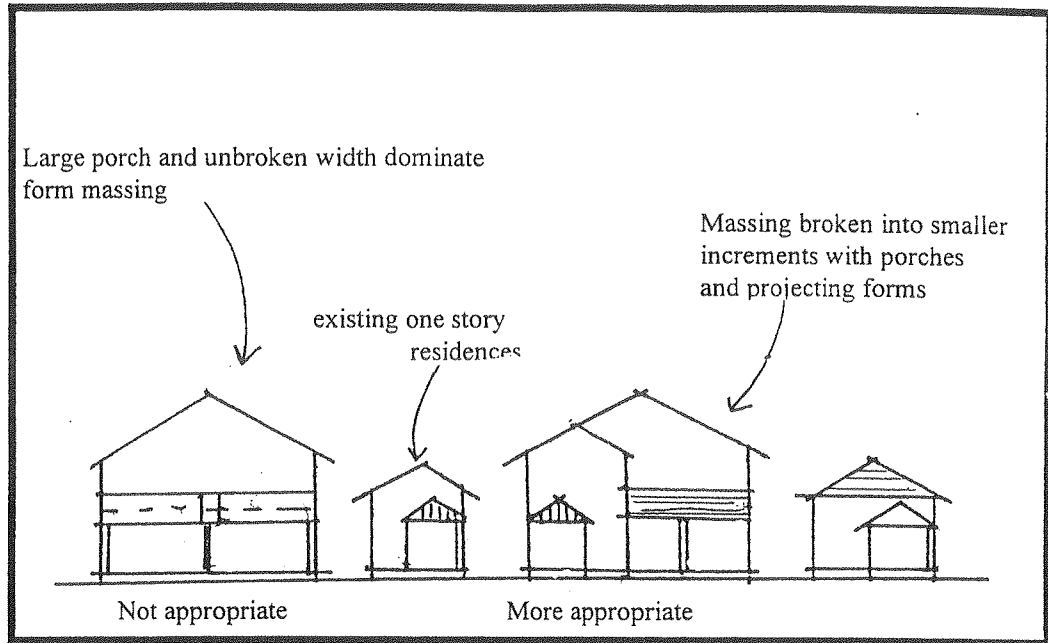 Large porch and unbroken width dominate
form massing
Massing broken into smaller
increments with porches
and projecting forms
existing one story
residences
Not appropriate
More appropriate